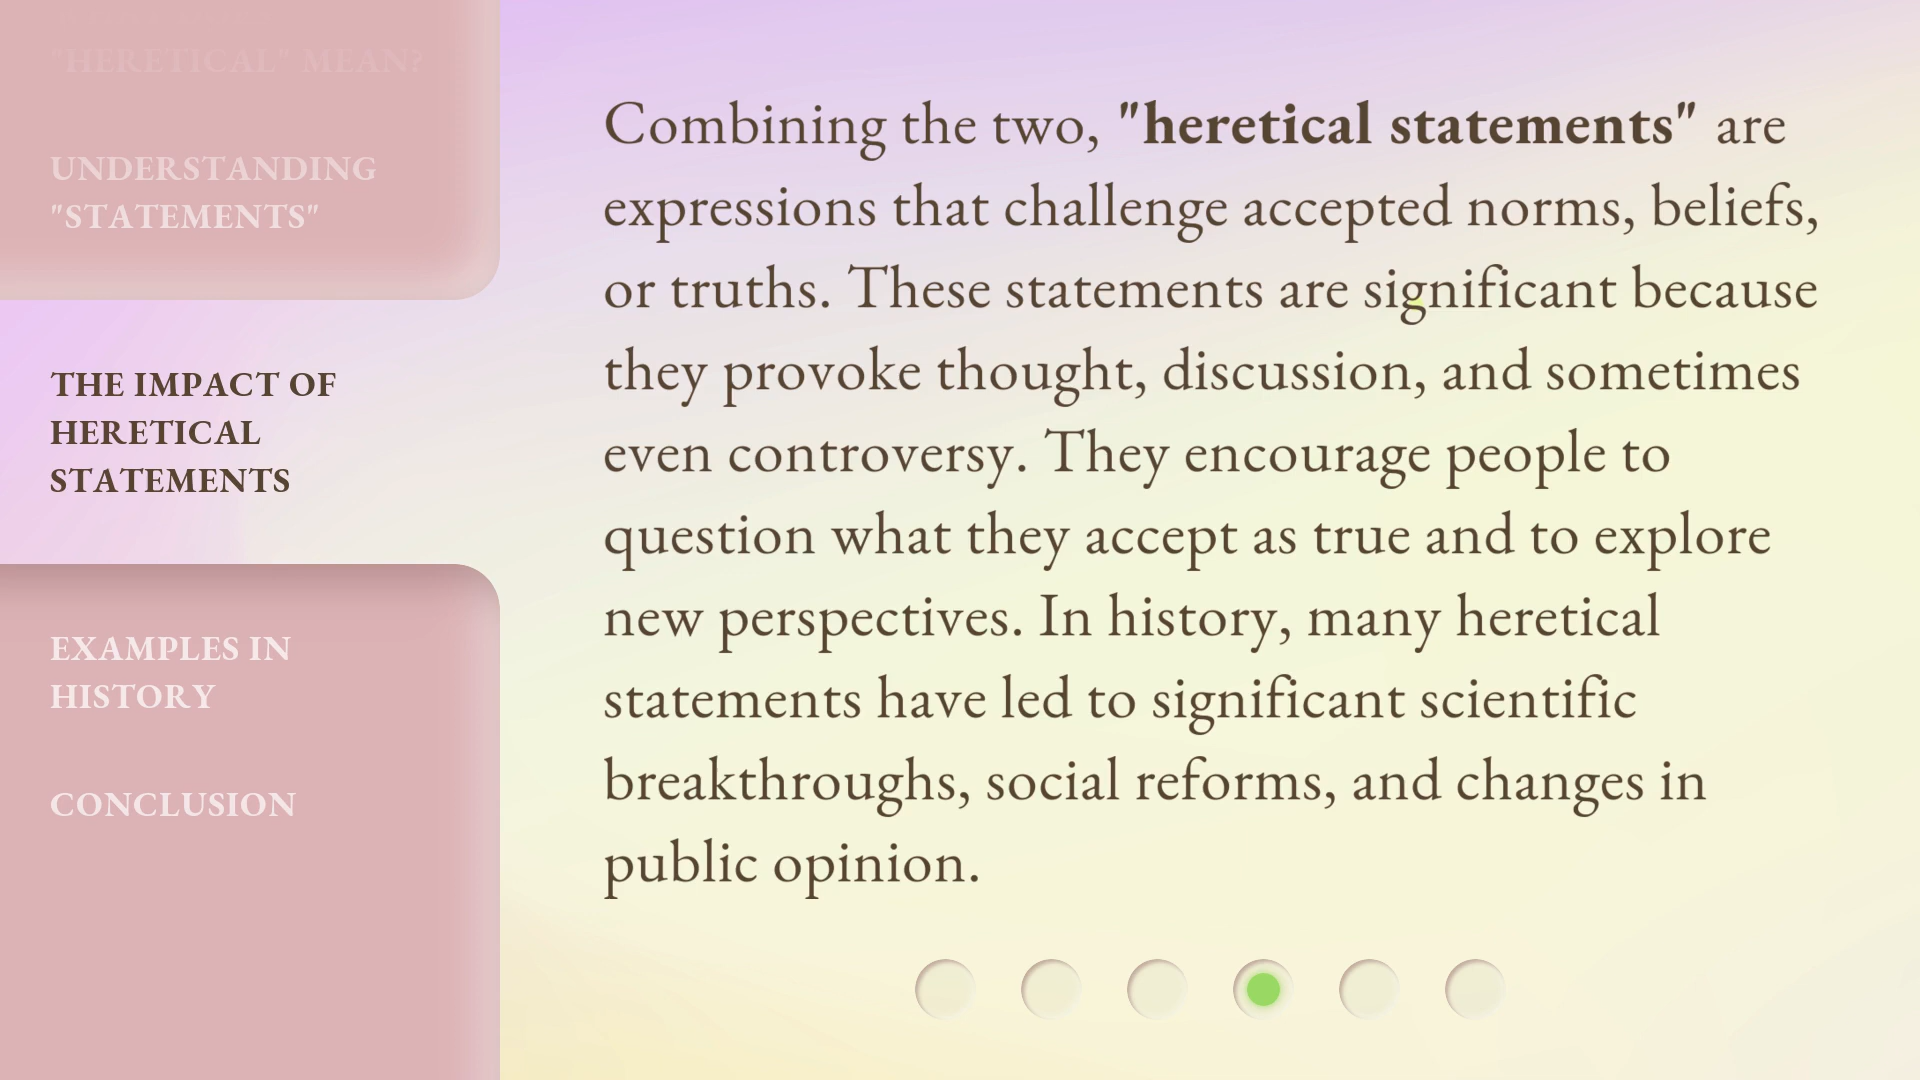 "HERETICAL" MEAN?
UNDERSTANDING
"STATEMENTS"
THE IMPACT OF
HERETICAL
STATEMENTS
EXAMPLES IN
HISTORY
CONCLUSION
Combining the two, "heretical statements" are
expressions that challenge accepted norms, beliefs,
or truths. These statements are significant because
they provoke thought, discussion, and sometimes
even controversy. They encourage people to
question what they accept as true and to explore
new perspectives. In history, many heretical
statements have led to significant scientific
breakthroughs, social reforms, and changes in
public opinion.